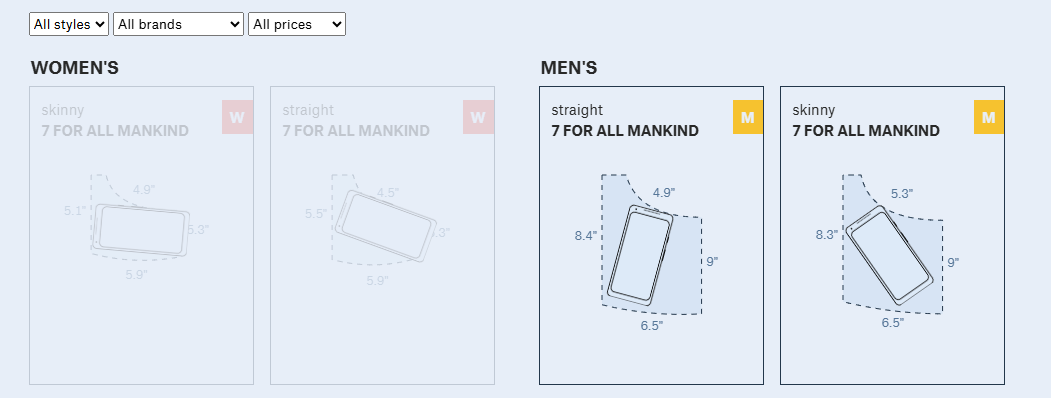 All styles All brands All prices
WOMEN'S
skinny
7 FOR ALL MANKIND
W
4.9"
5.1"
5.3"
5.9"
straight
7 FOR ALL MANKIND
W
4.5"
5.5"
5.9"
MEN'S
straight
7 FOR ALL MANKIND
M
4.9"
8.4"
9"
6.5"
skinny
7 FOR ALL MANKIND
M
5.3"
8.3"
9"
6.5"